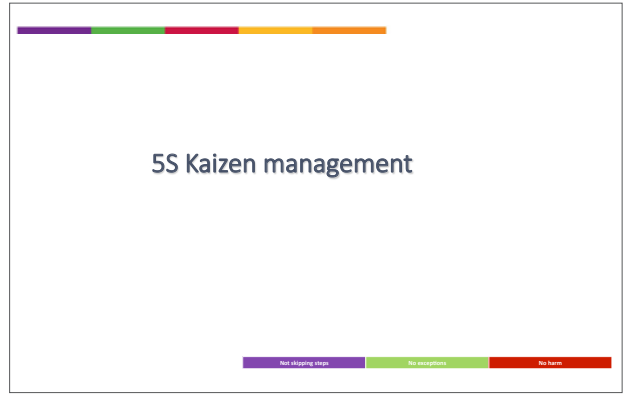 5S Kaizen management
Not skipping steps
No exceptions
No harm